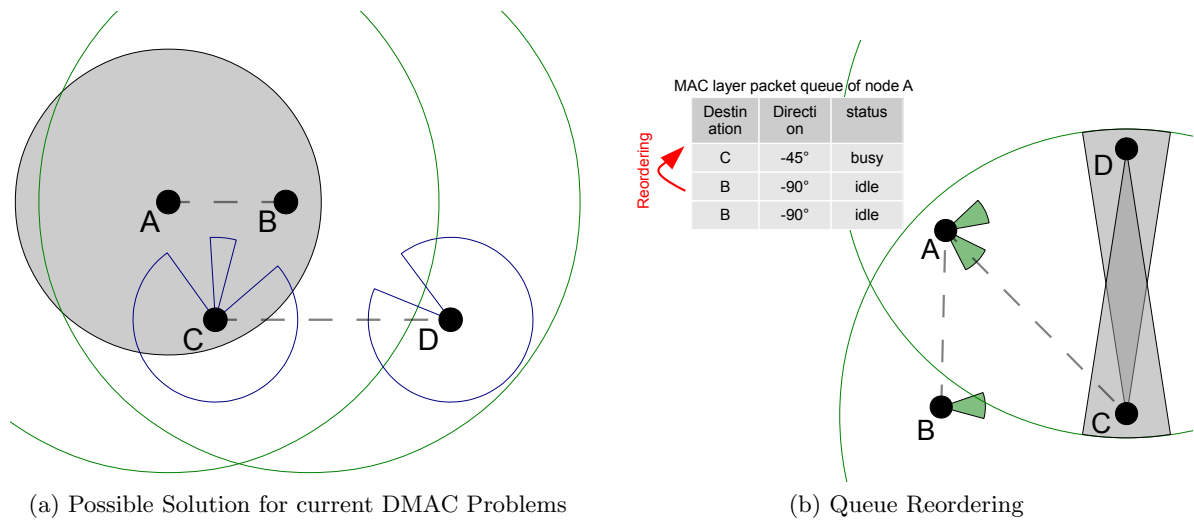 A
B
C
D
(a) Possible Solution for current DMAC Problems
MAC layer packet queue of node A
Reordering
Destin
ation
Directi
on
status
C
-45°
busy
B
-90°
idle
B
-90°
idle
D
A
B
C
(b) Queue Reordering